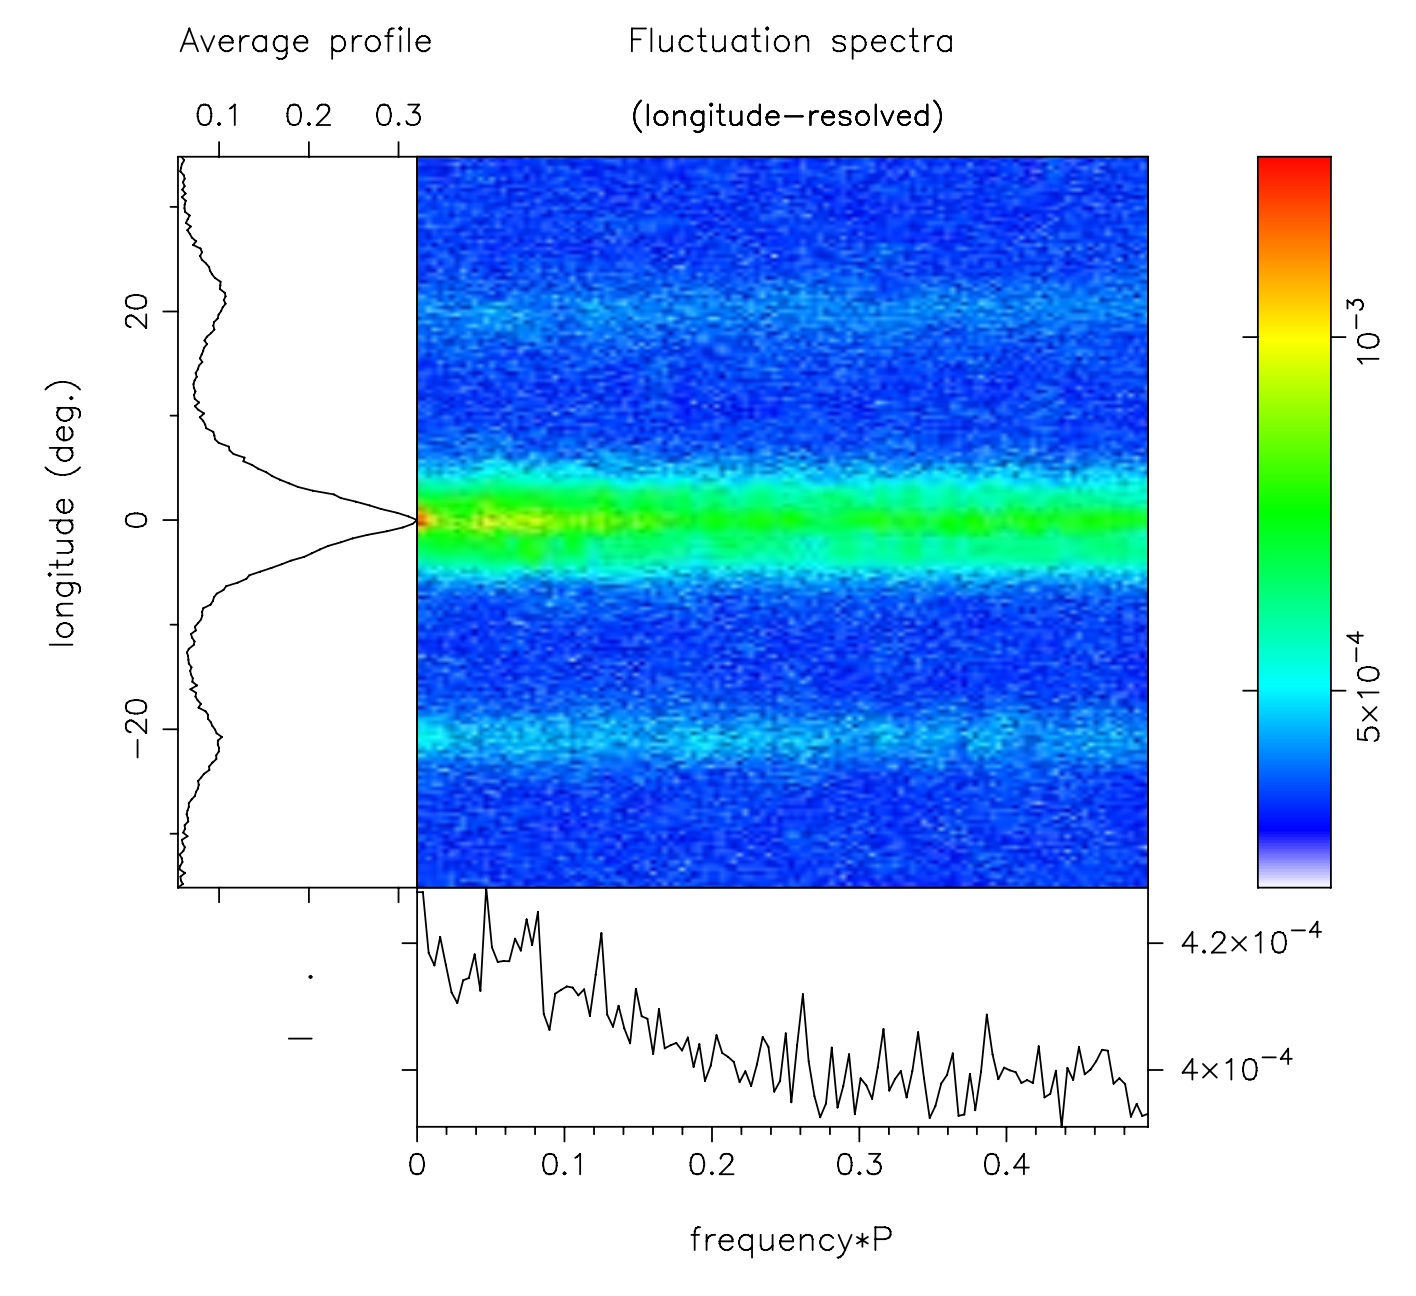 Average profile
Fluctuation spectra
0.1 0.2 0.3
(longitude−resolved)
longitude (deg.)
20
0
−20
10⁻³
5×10⁻⁴
4.2×10⁻⁴
4×10⁻⁴
0 0.1 0.2 0.3 0.4
frequency*P